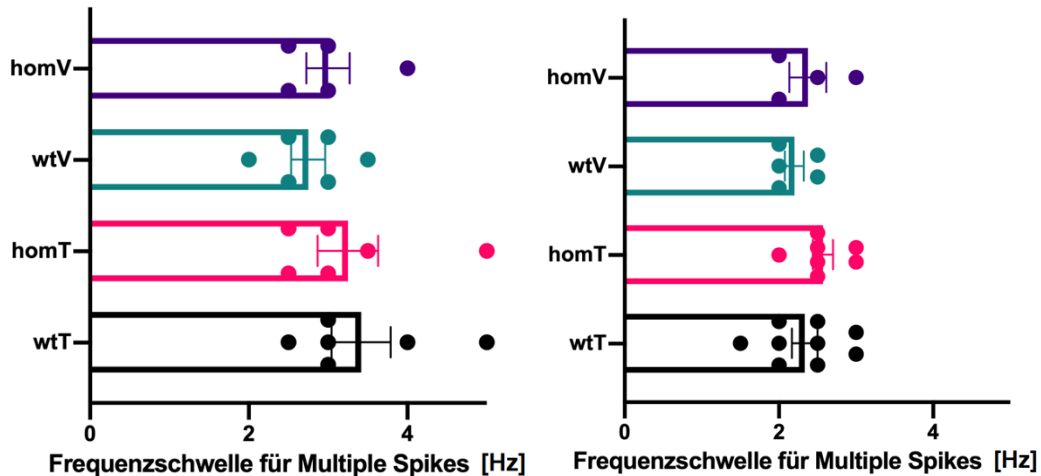 homV
wtV
homT
wtT
0 2 4
Frequenzschwelle für Multiple Spikes [Hz]
homV
wtV
homT
wtT
0 2 4
Frequenzschwelle für Multiple Spikes [Hz]